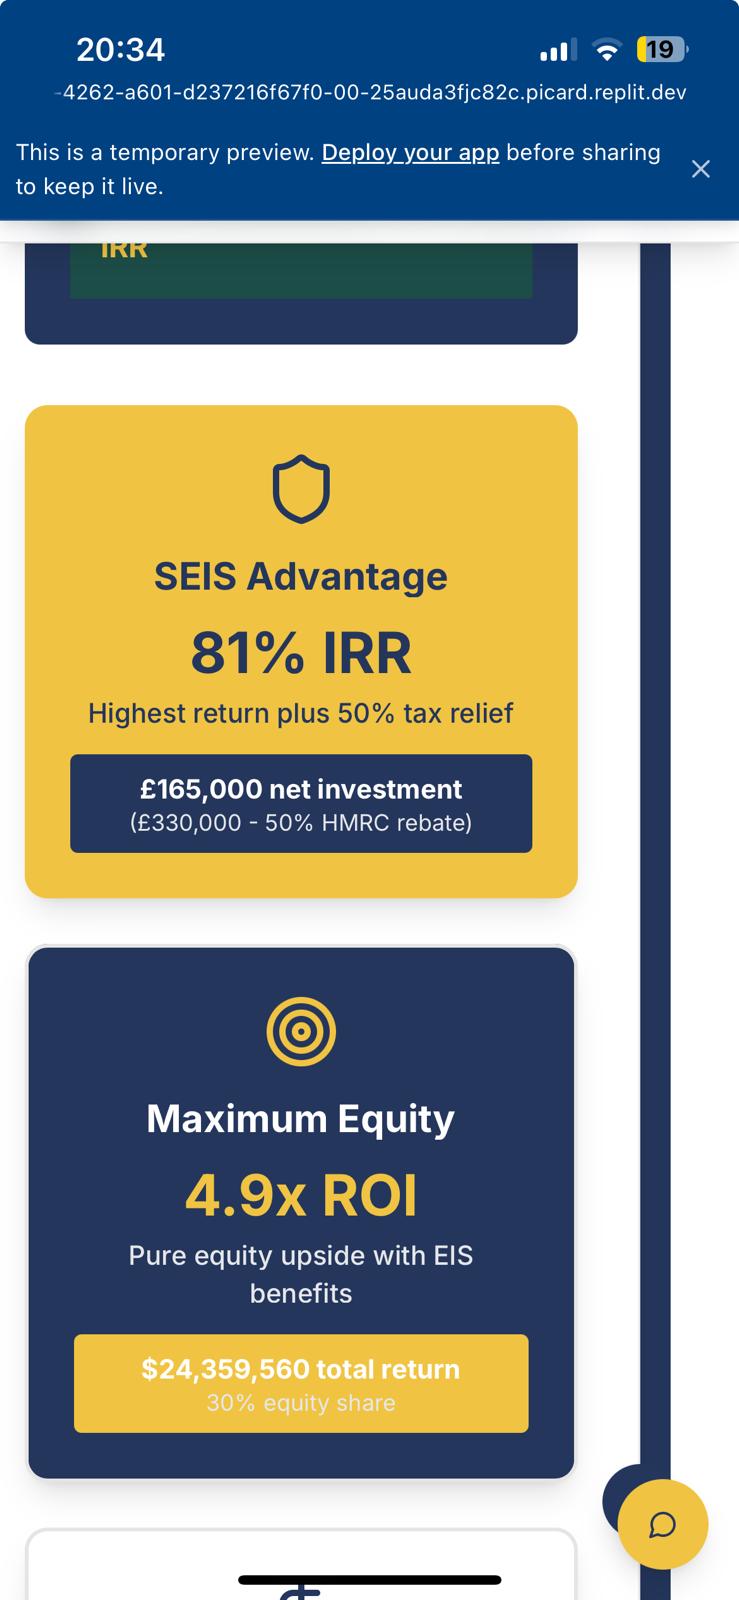 20:34
19
-4262-a601-d237216f67f0-00-25auda3fjc82c.picard.replit.dev
This is a temporary preview. Deploy your app before sharing
to keep it live.
IRR
SEIS Advantage
81% IRR
Highest return plus 50% tax relief
£165,000 net investment
(£330,000 - 50% HMRC rebate)
Maximum Equity
4.9x ROI
Pure equity upside with EIS
benefits
$24,359,560 total return
30% equity share